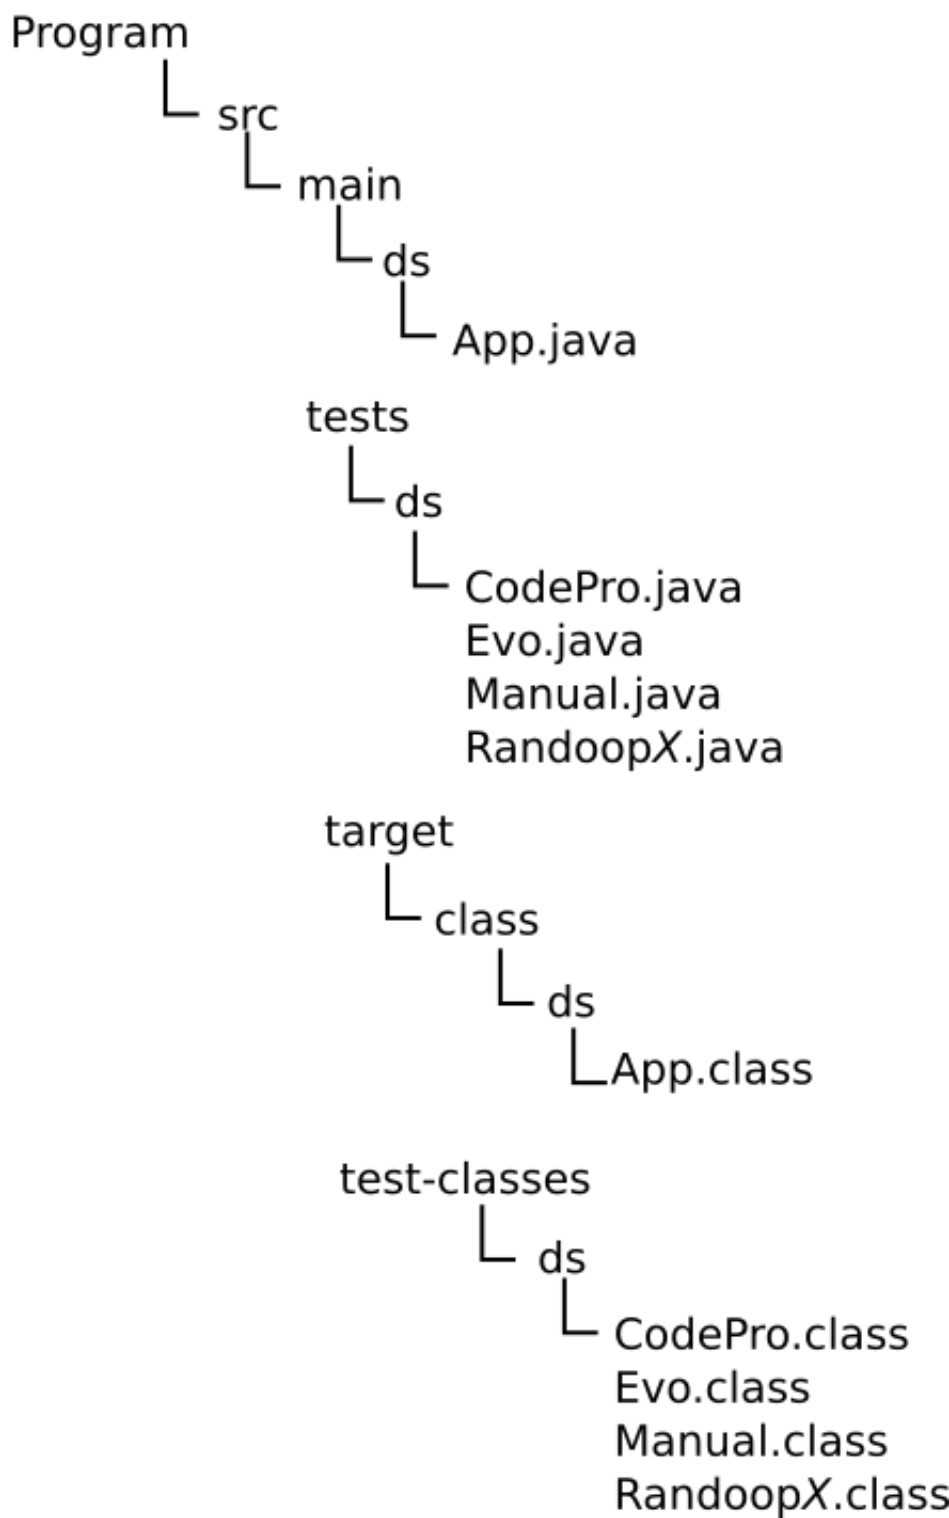 Program
src
main
ds
App.java
tests
ds
CodePro.java
Evo.java
Manual.java
RandoopX.java
target
class
ds
App.class
test-classes
ds
CodePro.class
Evo.class
Manual.class
RandoopX.class